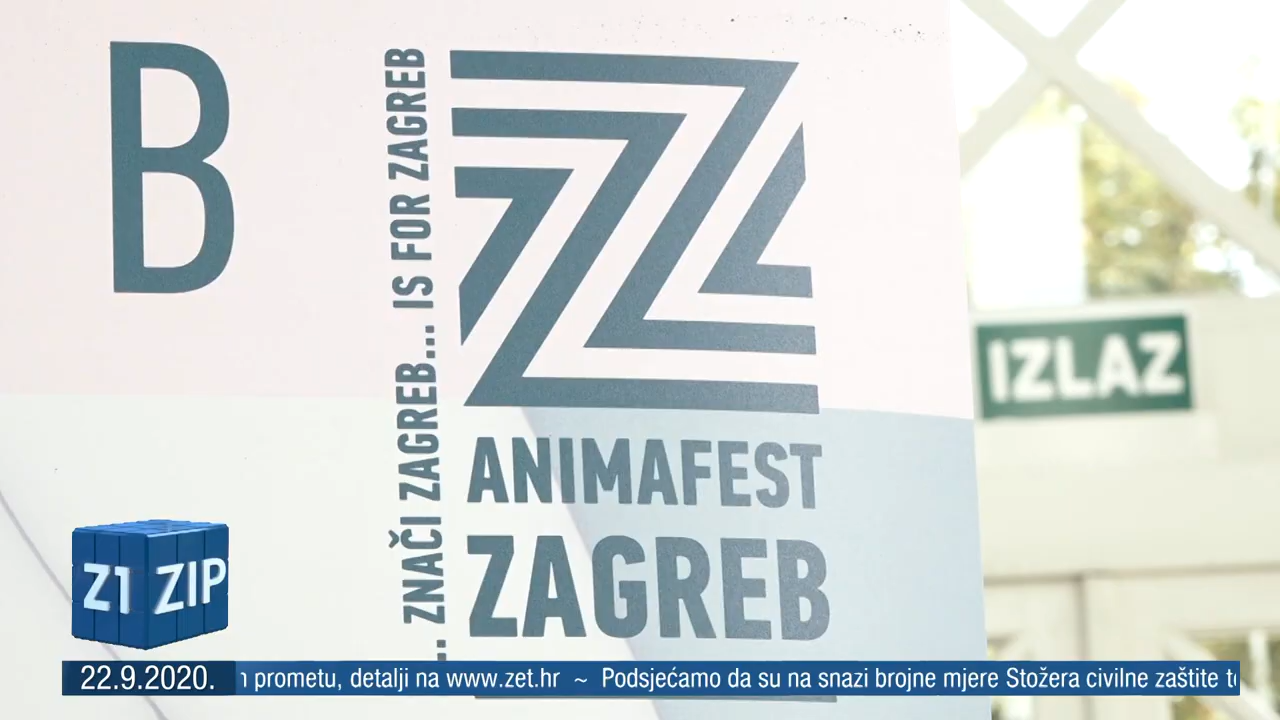 B
.. ZNAČI ZAGREB... IS FOR ZAGREB
ANIMAFEST
ZAGREB
IZLAZ
Z1 ZIP
22.9.2020.
prometu, detalji na www.zet.hr ~ Podsjećamo da su na snazi brojne mjere Stožera civilne zaštite